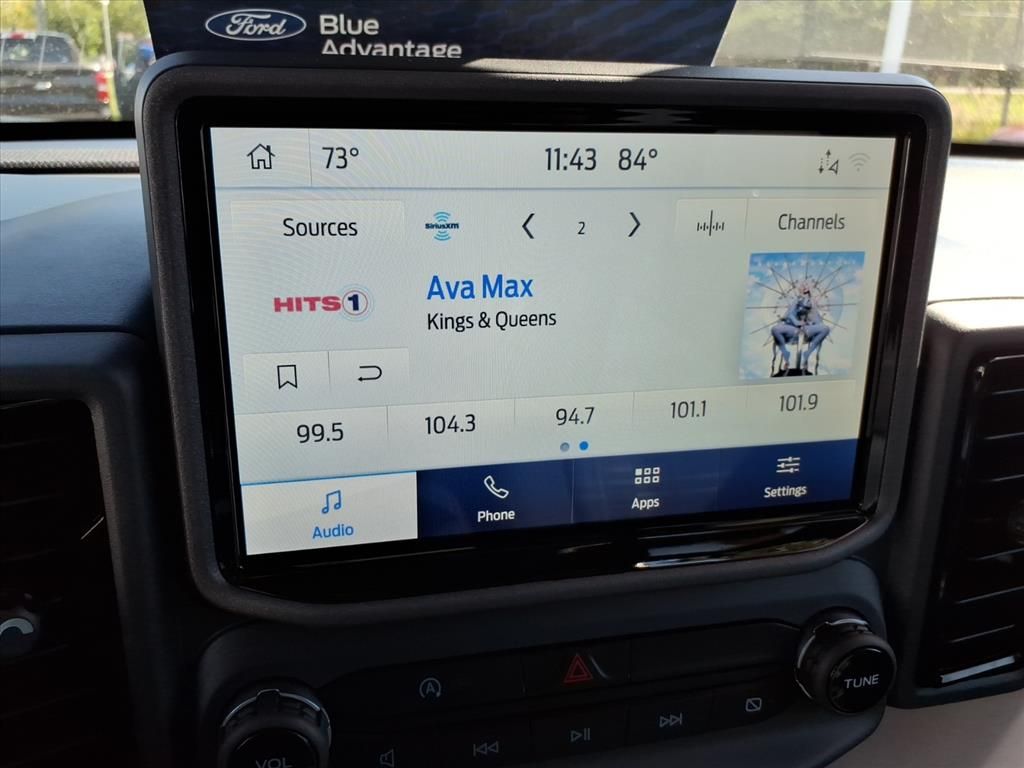 Ford Blue
Advantage
73° 11:43 84°
Sources SiriusXM 2 Channels
HITS 1
Ava Max
Kings & Queens
99.5 104.3 94.7 101.1 101.9
Audio Phone Apps Settings
A
TUNE
VOL